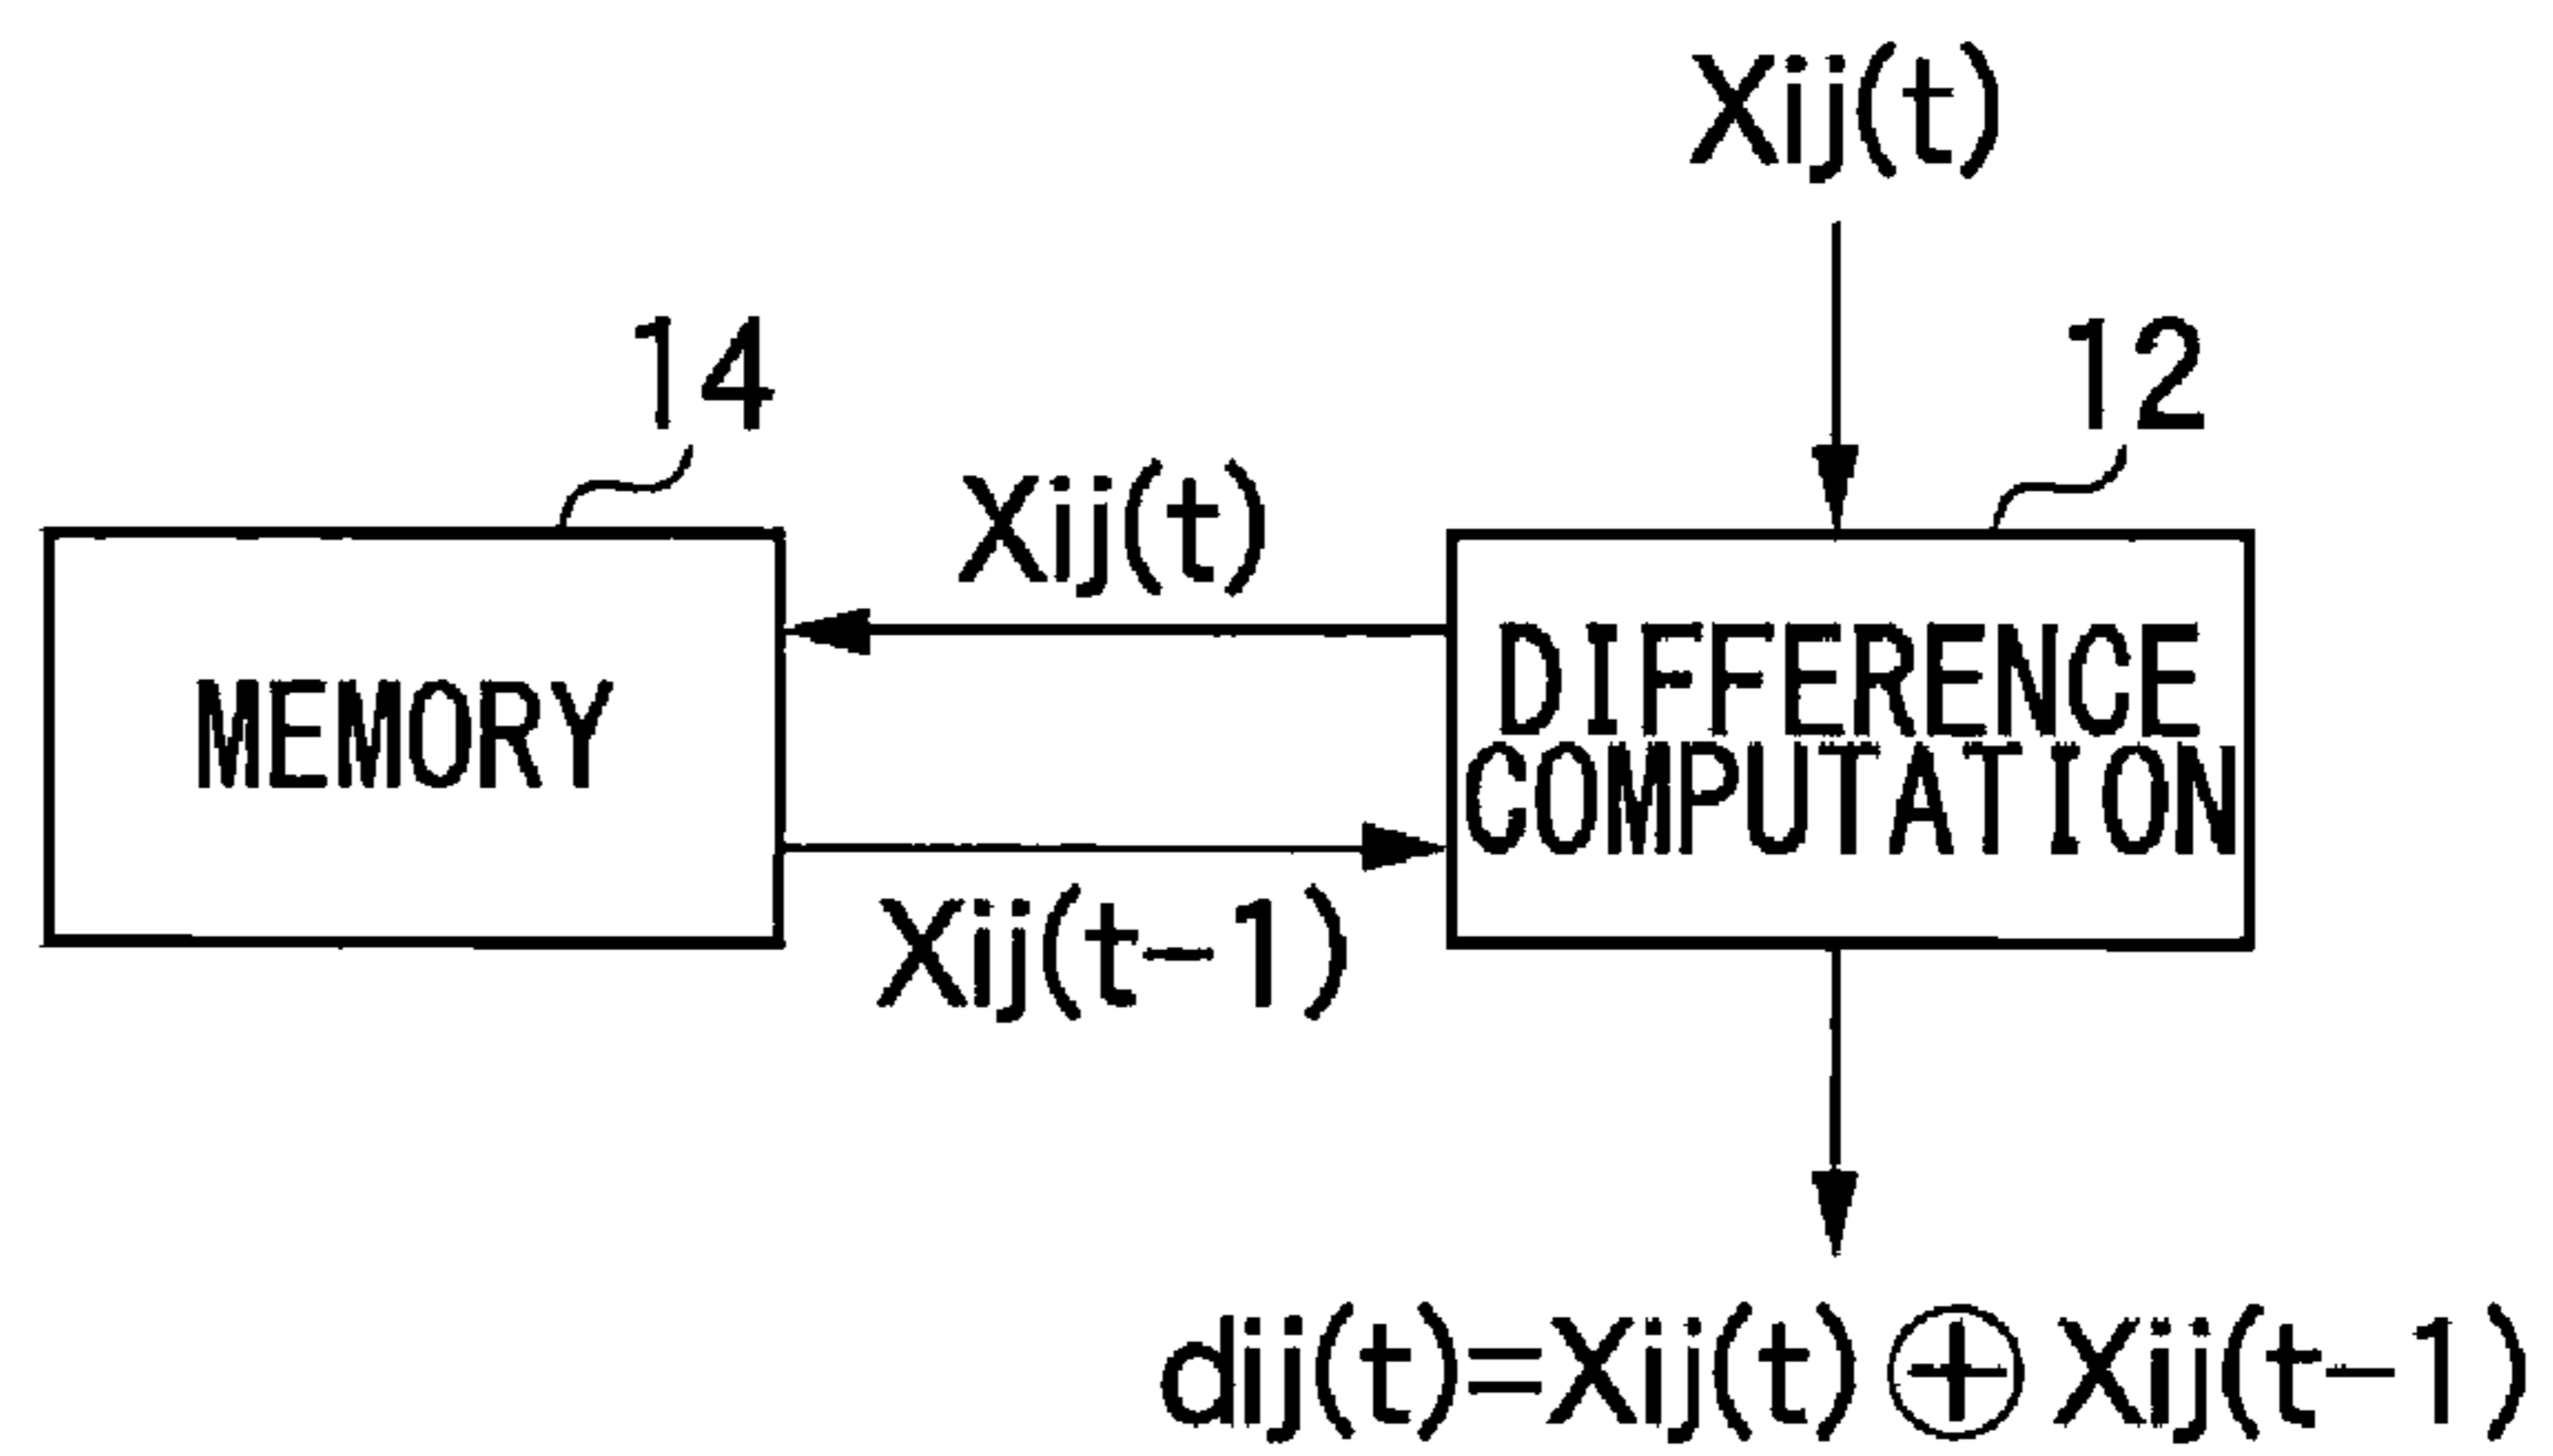 Xij(t)
14
12
Xij(t)
MEMORY
DIFFERENCE
COMPUTATION
Xij(t-1)
dij(t)=Xij(t)⊕Xij(t-1)